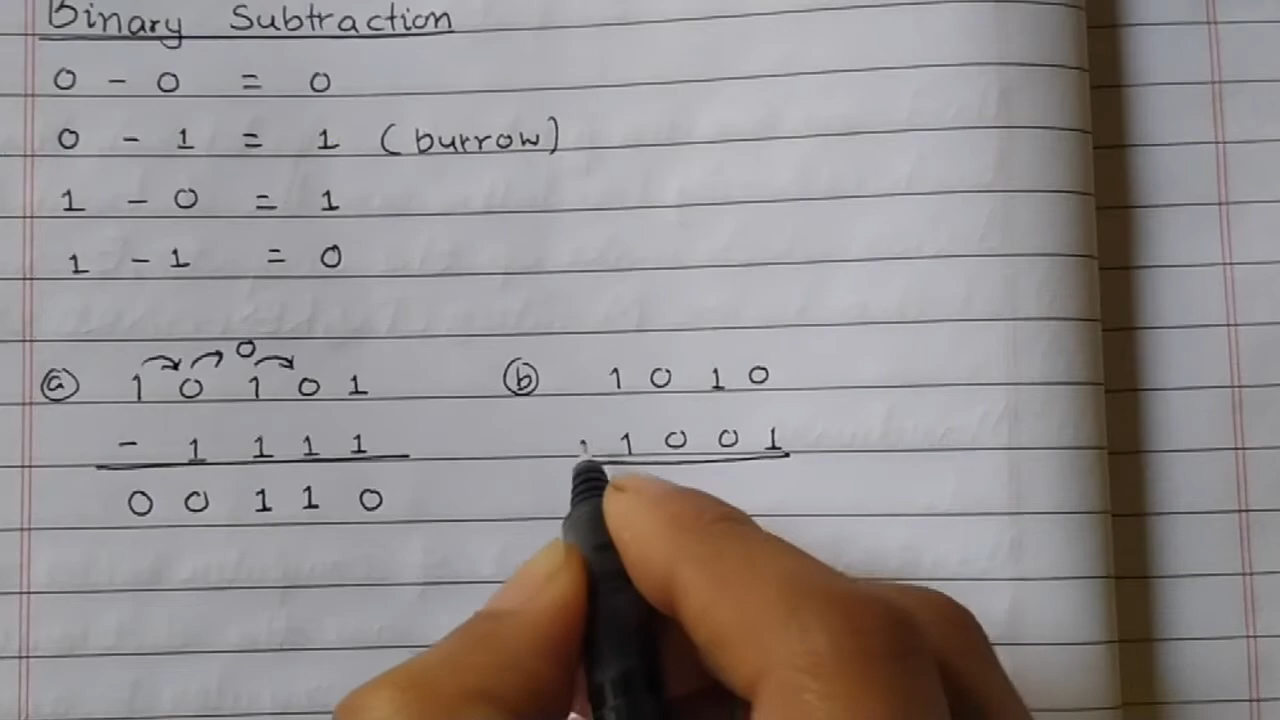 Binary Subtraction
0 - 0 = 0
0 - 1 = 1 (burrow)
1 - 0 = 1
1 - 1 = 0
0
ⓐ 1 0 1 0 1
- 1 1 1 1
0 0 1 1 0
ⓑ 1 0 1 0
1 0 0 1